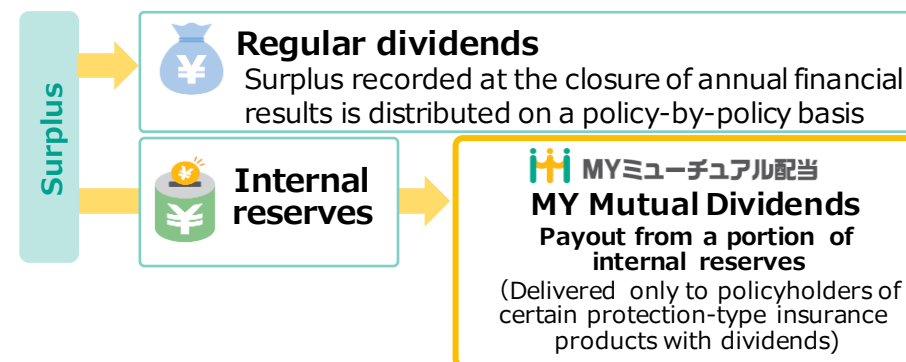 Surplus
Regular dividends
Surplus recorded at the closure of annual financial
results is distributed on a policy-by-policy basis
¥
Internal
reserves
¥
MYミューチュアル配当
MY Mutual Dividends
Payout from a portion of
internal reserves
(Delivered only to policyholders of
certain protection-type insurance
products with dividends)